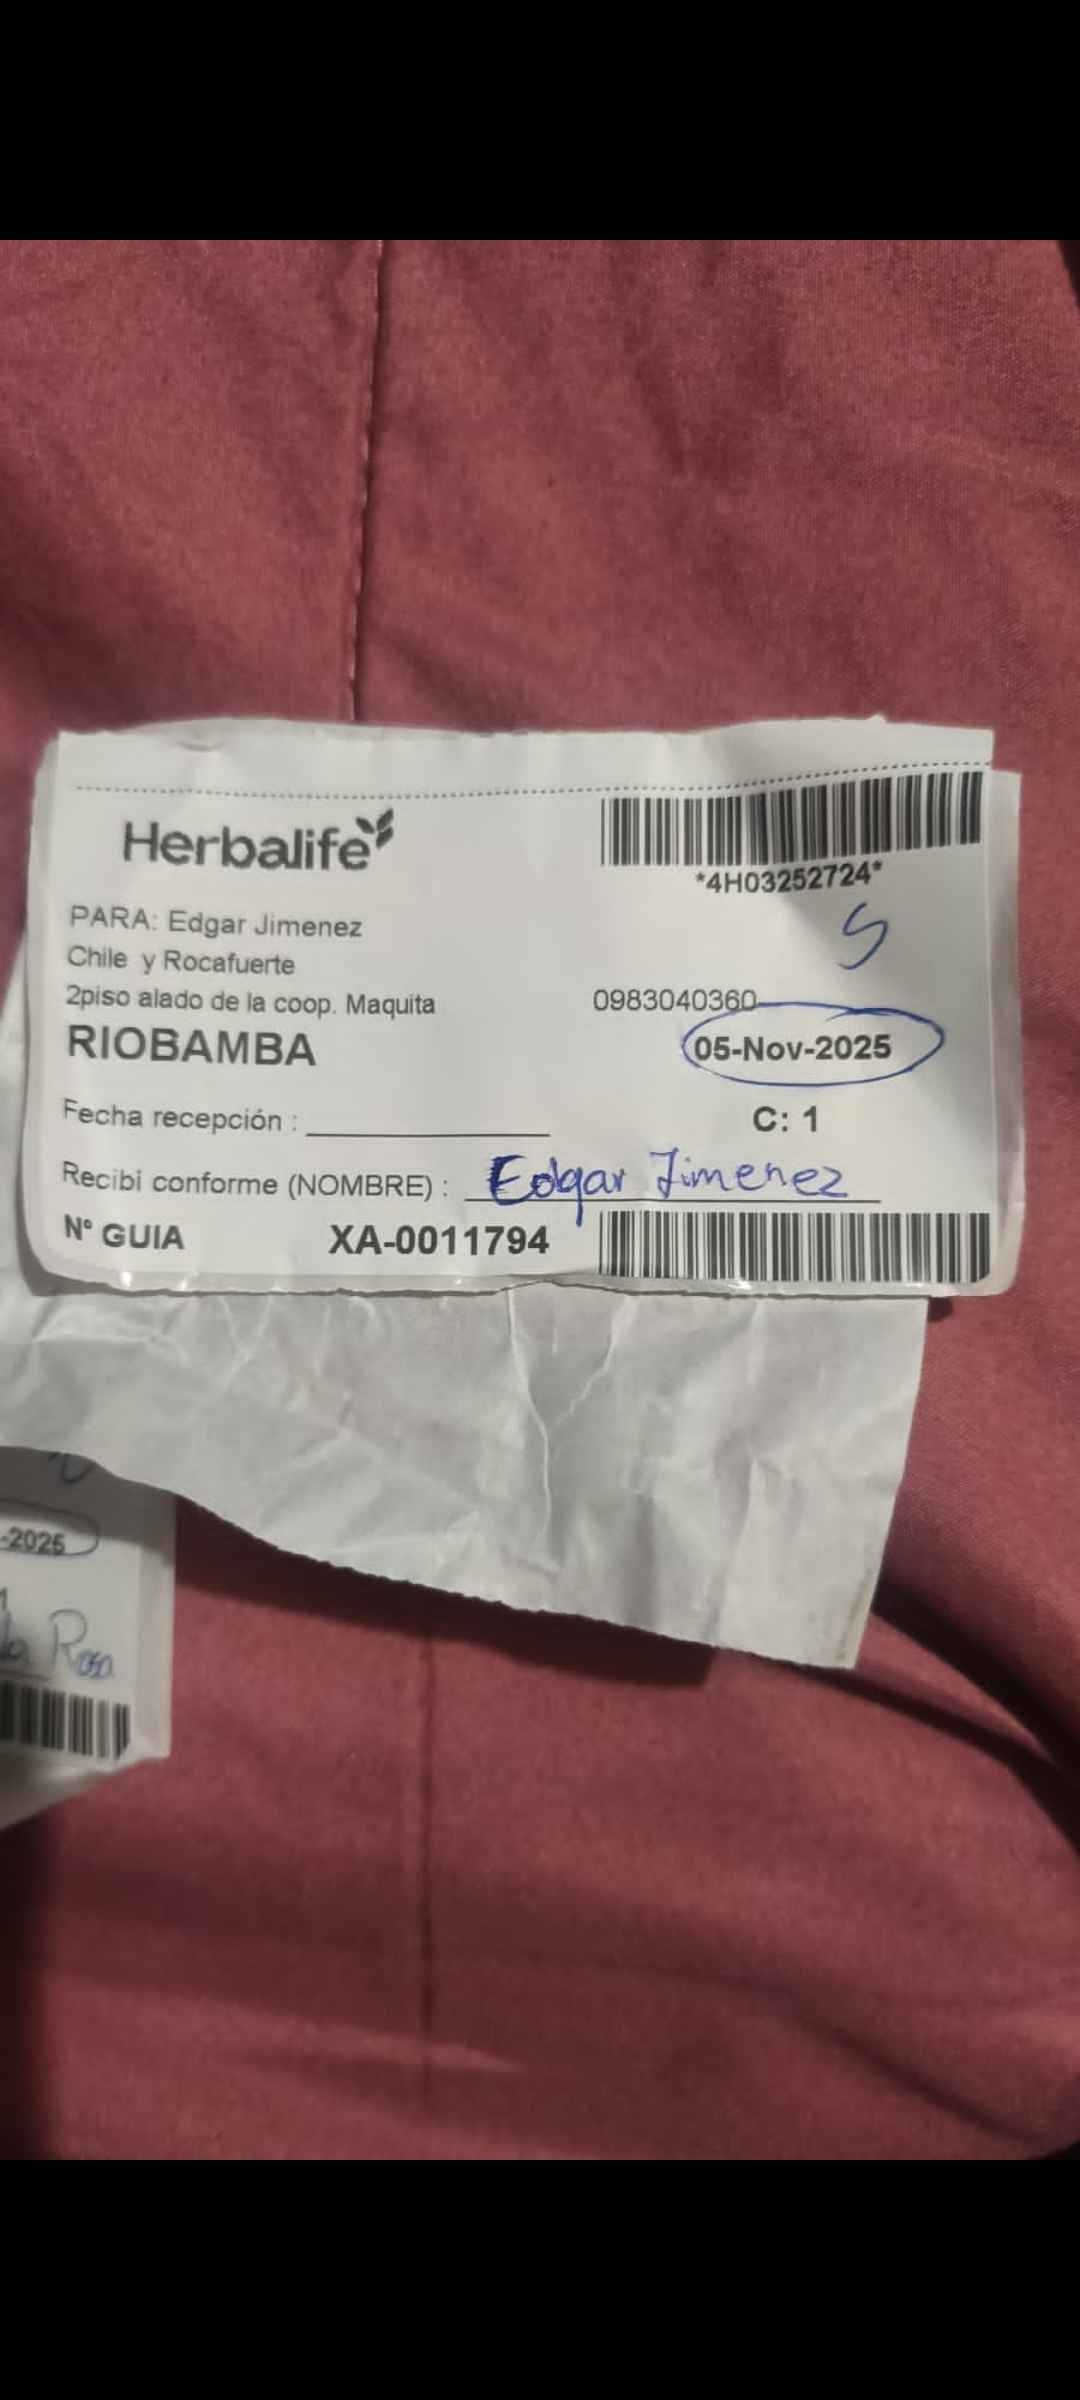 Herbalife
*4H03252724*
S
PARA: Edgar Jimenez
Chile y Rocafuerte
2piso alado de la coop. Maquita
0983040360
RIOBAMBA
05-Nov-2025
Fecha recepción :
C: 1
Recibi conforme (NOMBRE) : Edgar Jimenez
N° GUIA XA-0011794
-2025
Rosa